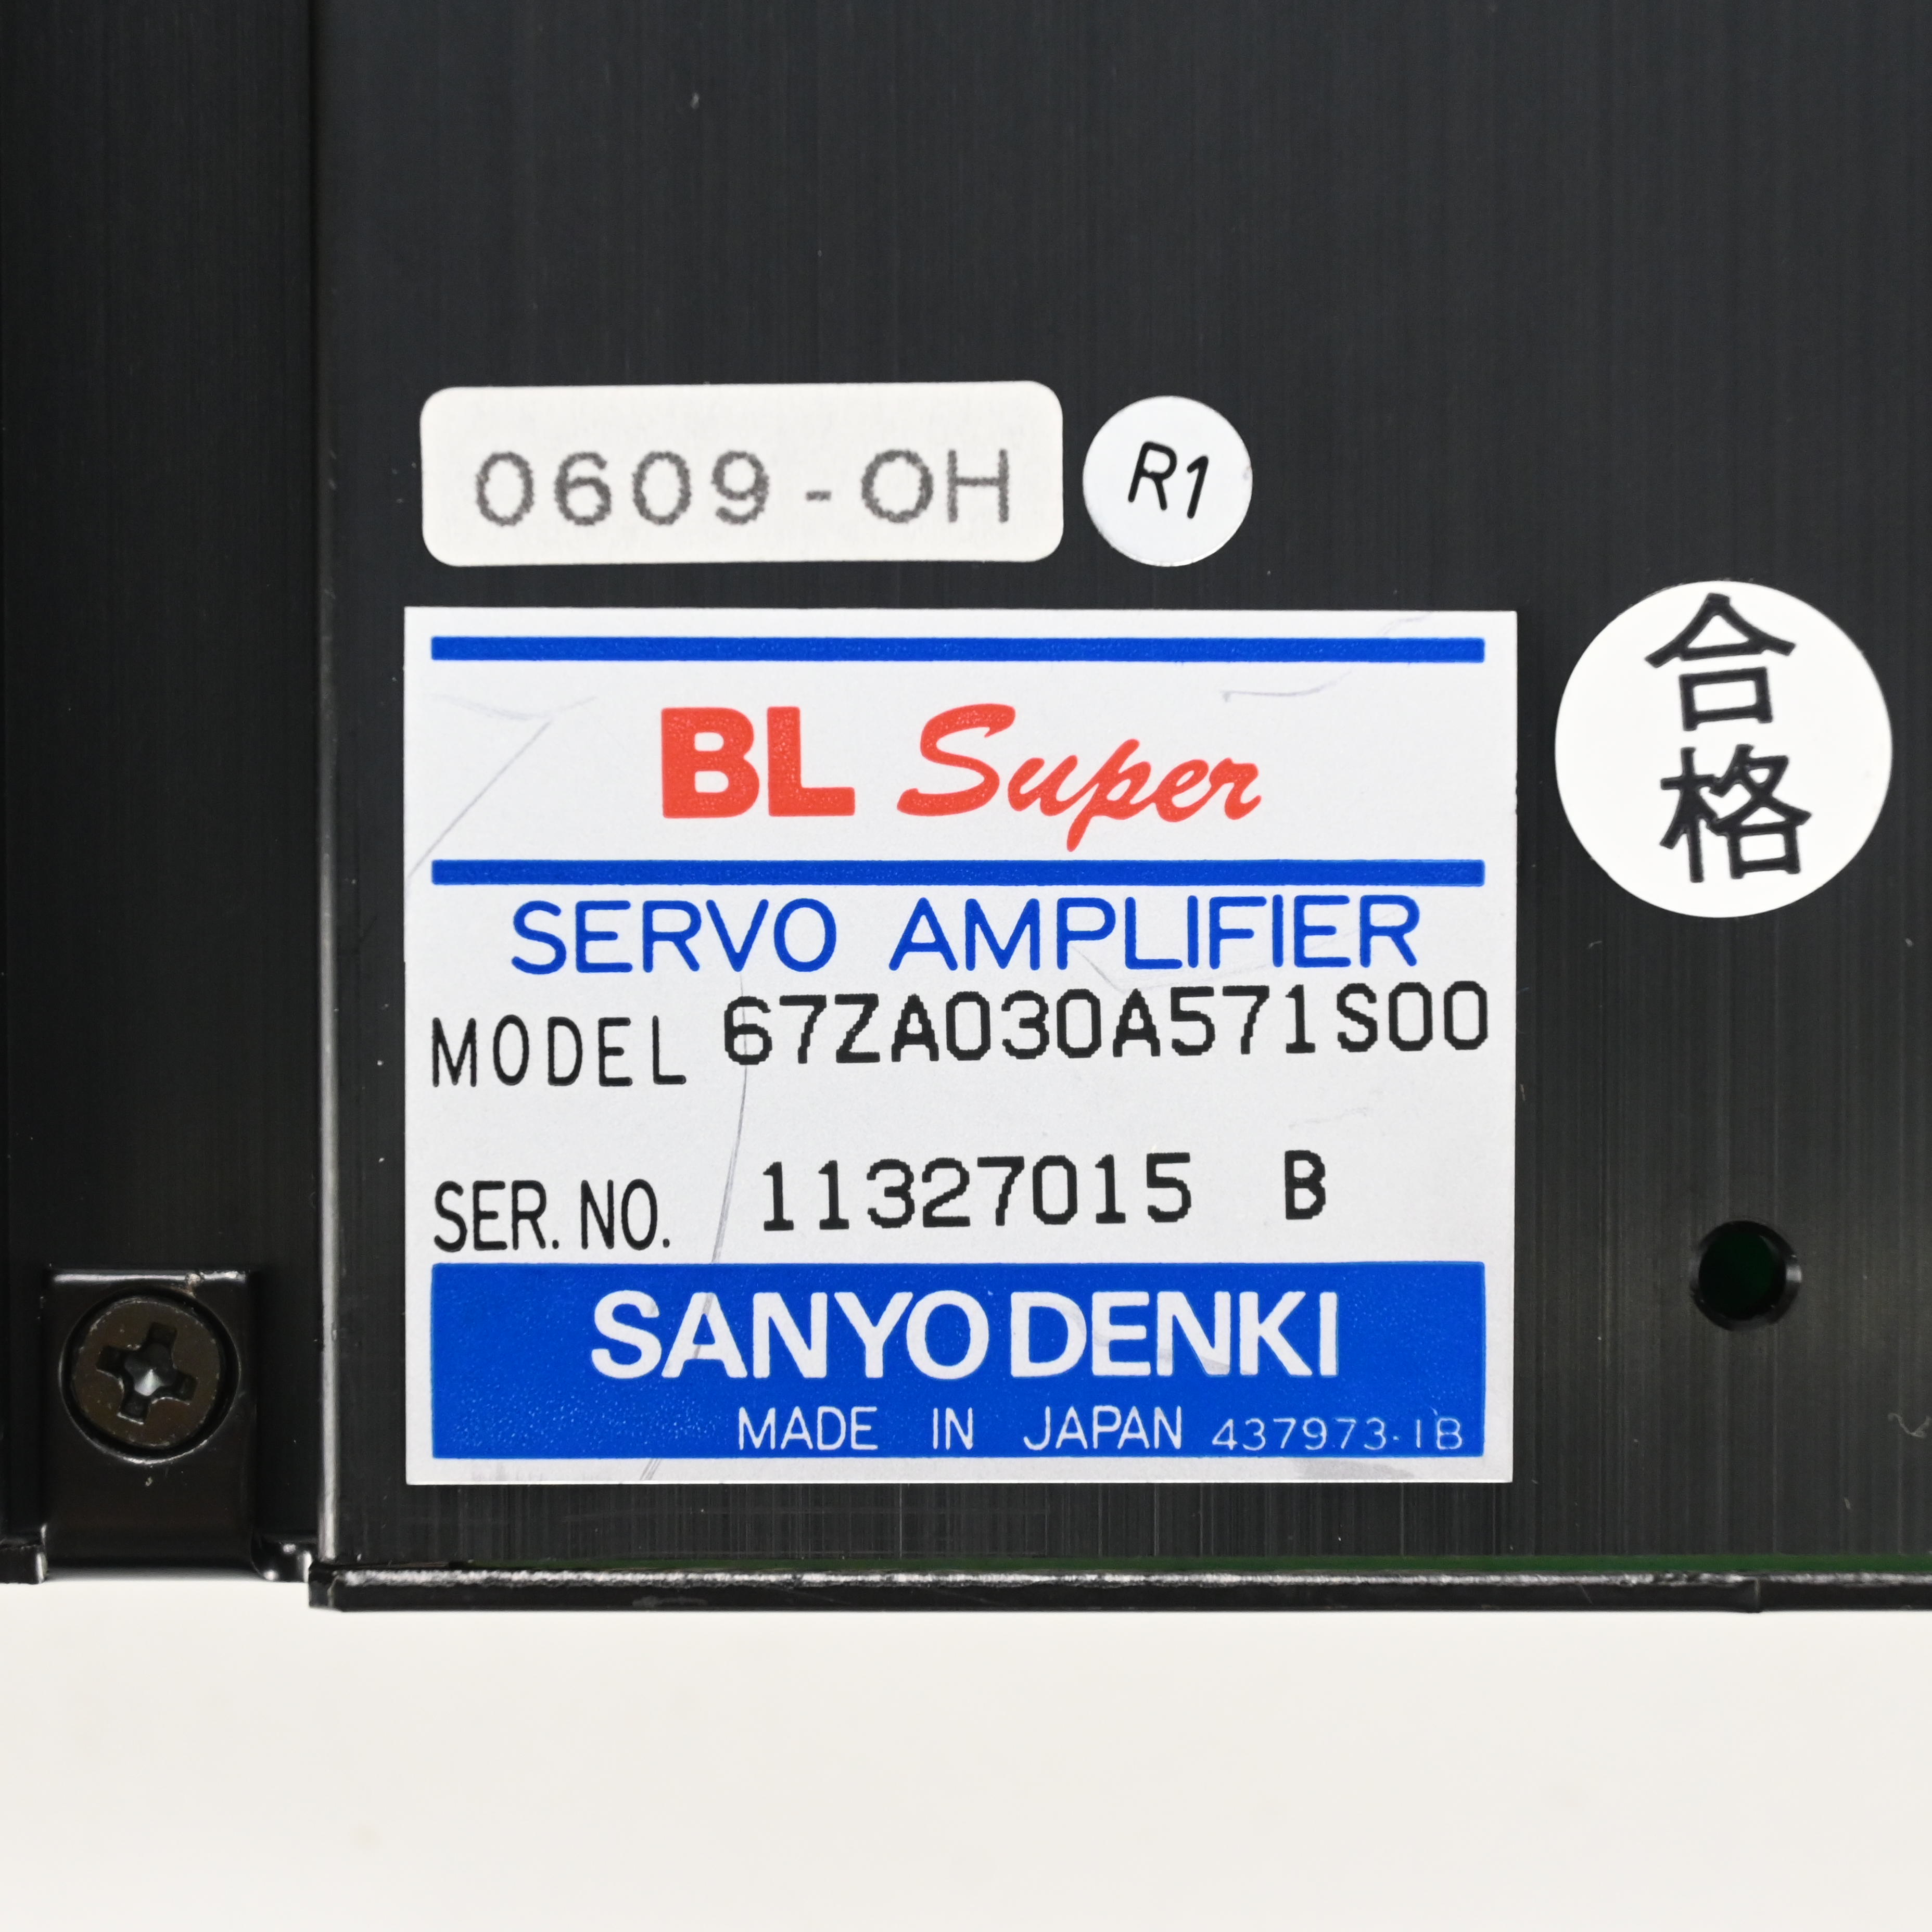 0609-OH
R1
合格
BL Super
SERVO AMPLIFIER
MODEL 67ZA030A571S00
SER. NO. 11327015 B
SANYO DENKI
MADE IN JAPAN 437973-1B